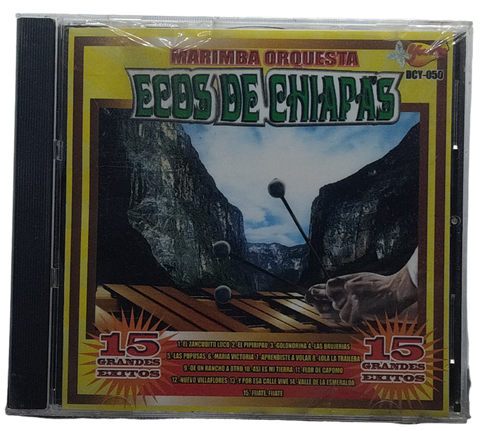 MARIMBA ORQUESTA
ECOS DE CHIAPAS
DCY-050
15
GRANDES
EXITOS
1.-EL ZANCUDITO LOCO 2.-EL PIPIRIPAU 3.-GOLONDRINA 4.-LAS BRUJERIAS
5.-LAS PUPUSAS 6.-MARIA VICTORIA 7.-APRENDISTE A VOLAR 8.-LOLA LA TRAILERA
9.-DE UN RANCHO A OTRO 10.-ASI ES MI TIERRA 11.-FLOR DE CAPOMO
12.-NUEVO VILLAFLORES 13.-Y POR ESA CALLE VIVE 14.-VALLE DE LA ESMERALDA
15.-FIJATE, FIJATE
15
GRANDES
EXITOS